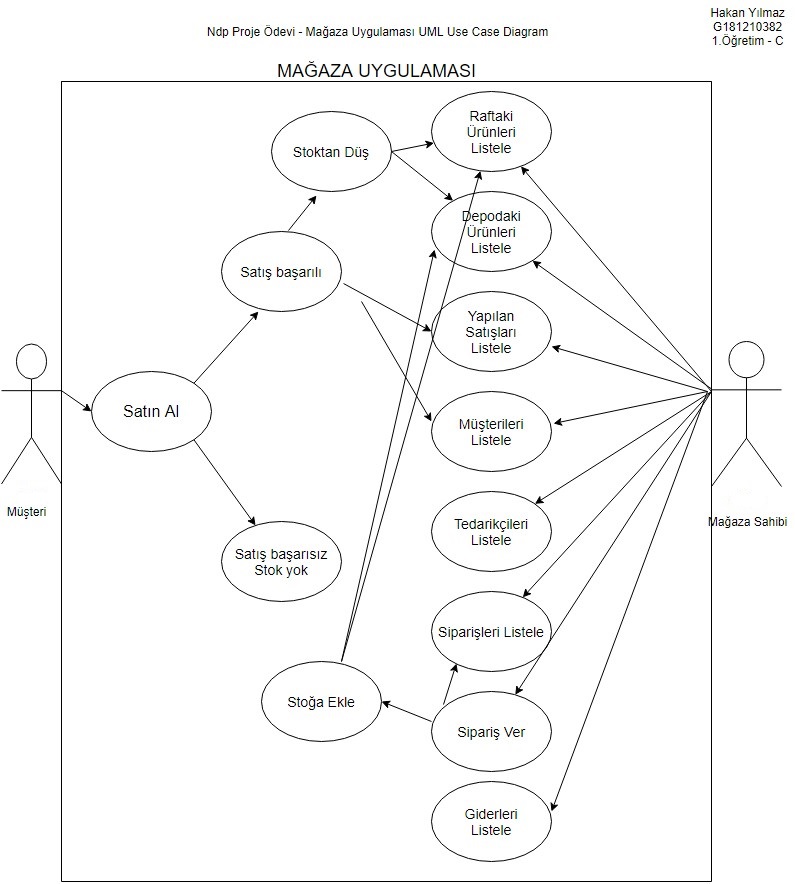 Hakan Yılmaz
G181210382
1.Öğretim - C
Ndp Proje Ödevi - Mağaza Uygulaması UML Use Case Diagram
MAĞAZA UYGULAMASI
Raftaki
Ürünleri
Listele
Stoktan Düş
Depodaki
Ürünleri
Listele
Satış başarılı
Yapılan
Satışları
Listele
Satın Al
Müşterileri
Listele
Müşteri
Tedarikçileri
Listele
Mağaza Sahibi
Satış başarısız
Stok yok
Siparişleri Listele
Stoğa Ekle
Sipariş Ver
Giderleri
Listele